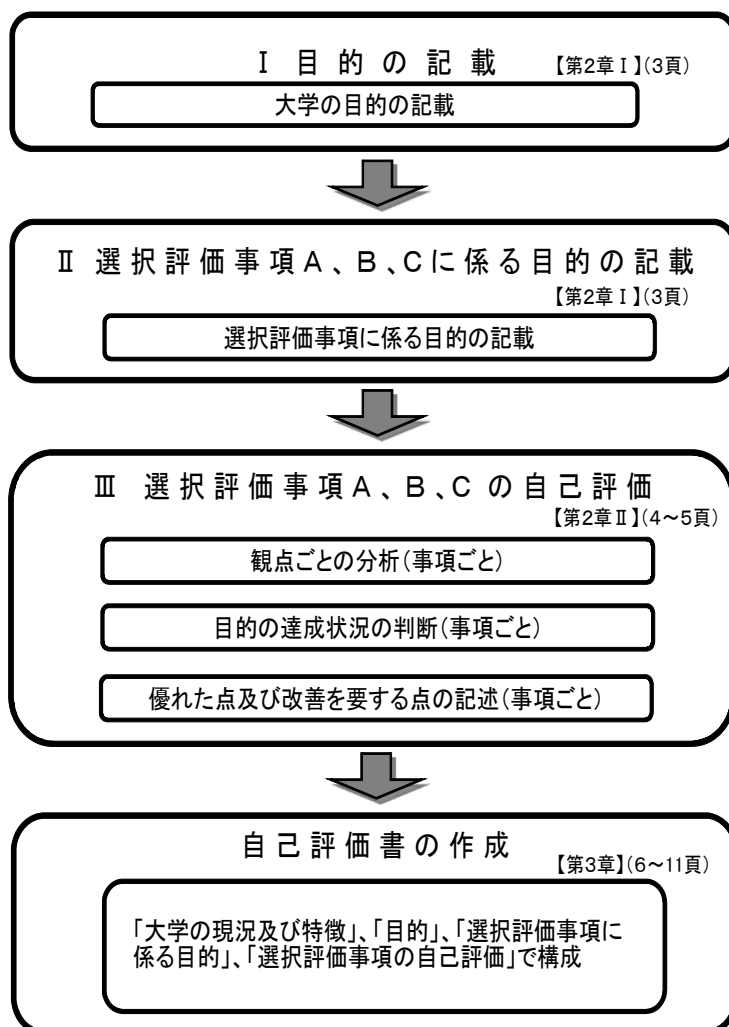 Ⅰ 目的の記載 【第2章Ⅰ】(3頁)
大学の目的の記載
Ⅱ 選択評価事項A、B、Cに係る目的の記載
【第2章Ⅰ】(3頁)
選択評価事項に係る目的の記載
Ⅲ 選択評価事項A、B、C の自己評価
【第2章Ⅱ】(4~5頁)
観点ごとの分析(事項ごと)
目的の達成状況の判断(事項ごと)
優れた点及び改善を要する点の記述(事項ごと)
自己評価書の作成
【第3章】(6~11頁)
「大学の現況及び特徴」、「目的」、「選択評価事項に
係る目的」、「選択評価事項の自己評価」で構成